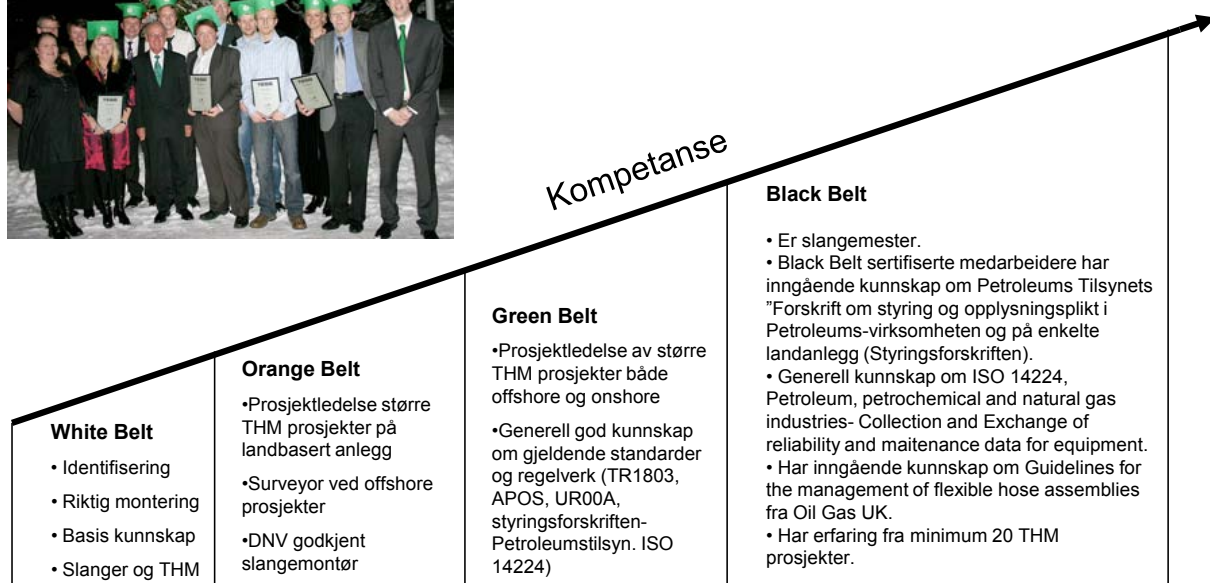 Kompetanse
White Belt
• Identifisering
• Riktig montering
• Basis kunnskap
• Slanger og THM
Orange Belt
•Prosjektledelse større
THM prosjekter på
landbasert anlegg
•Surveyor ved offshore
prosjekter
•DNV godkjent
slangemontør
Green Belt
•Prosjektledelse av større
THM prosjekter både
offshore og onshore
•Generell god kunnskap
om gjeldende standarder
og regelverk (TR1803,
APOS, UR00A,
styringsforskriften-
Petroleumstilsyn. ISO
14224)
Black Belt
• Er slangemester.
• Black Belt sertifiserte medarbeidere har
inngående kunnskap om Petroleums Tilsynets
”Forskrift om styring og opplysningsplikt i
Petroleums-virksomheten og på enkelte
landanlegg (Styringsforskriften).
• Generell kunnskap om ISO 14224,
Petroleum, petrochemical and natural gas
industries- Collection and Exchange of
reliability and maitenance data for equipment.
• Har inngående kunnskap om Guidelines for
the management of flexible hose assemblies
fra Oil Gas UK.
• Har erfaring fra minimum 20 THM
prosjekter.